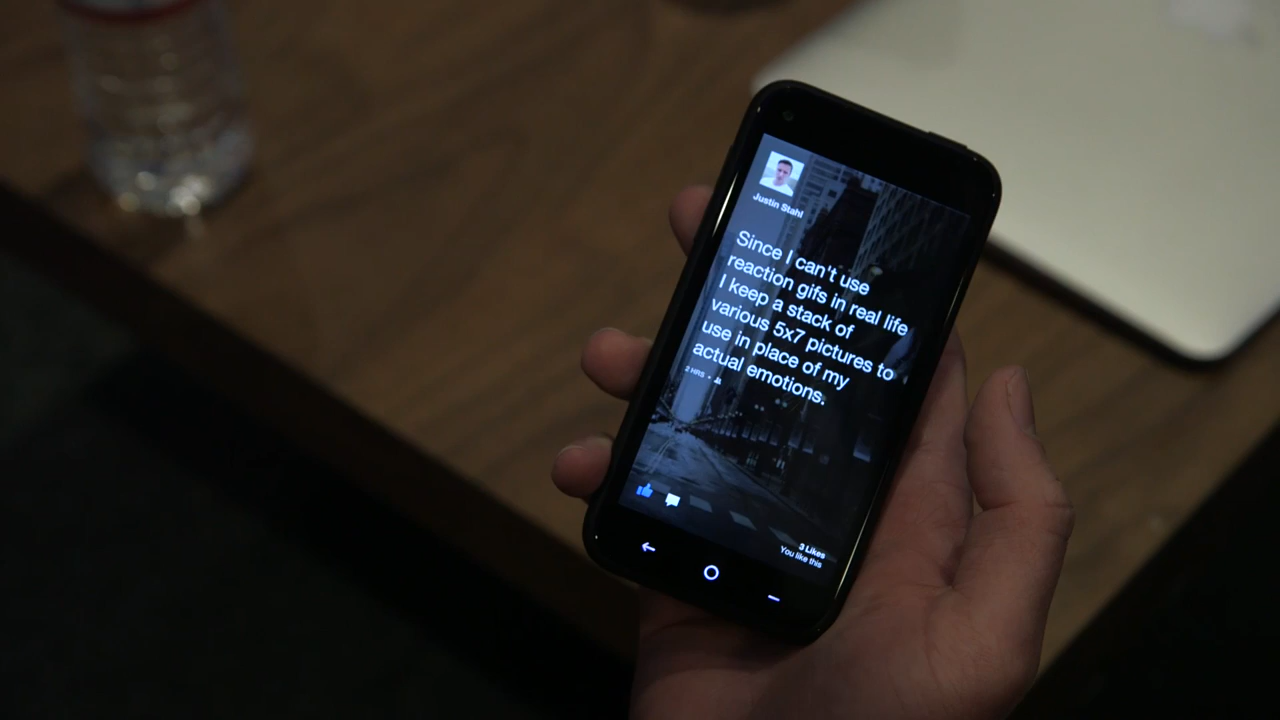 Justin Stahl
Since I can't use
reaction gifs in real life
I keep a stack of
various 5x7 pictures to
use in place of my
actual emotions.
2 HRS •
3 Likes
You like this